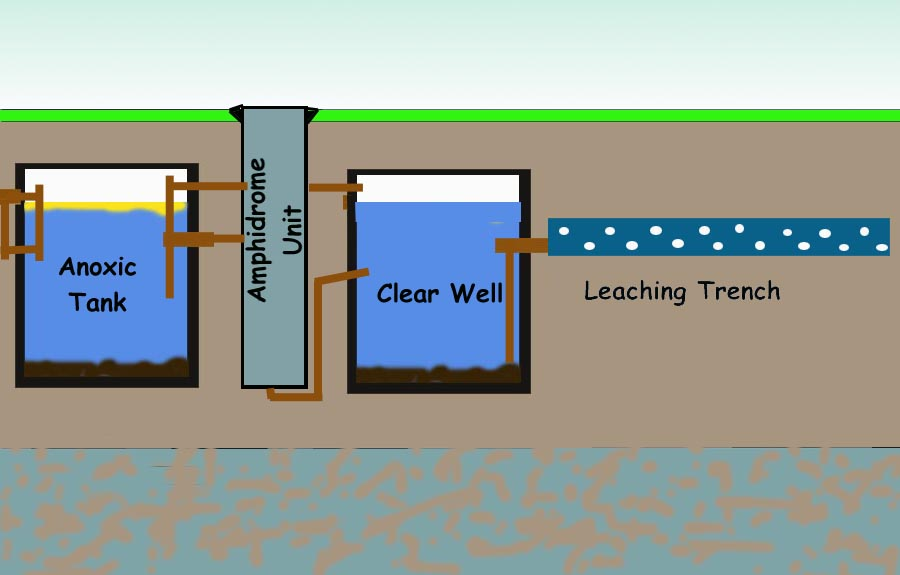 Anoxic
Tank
Amphidrome
Unit
Clear Well
Leaching Trench